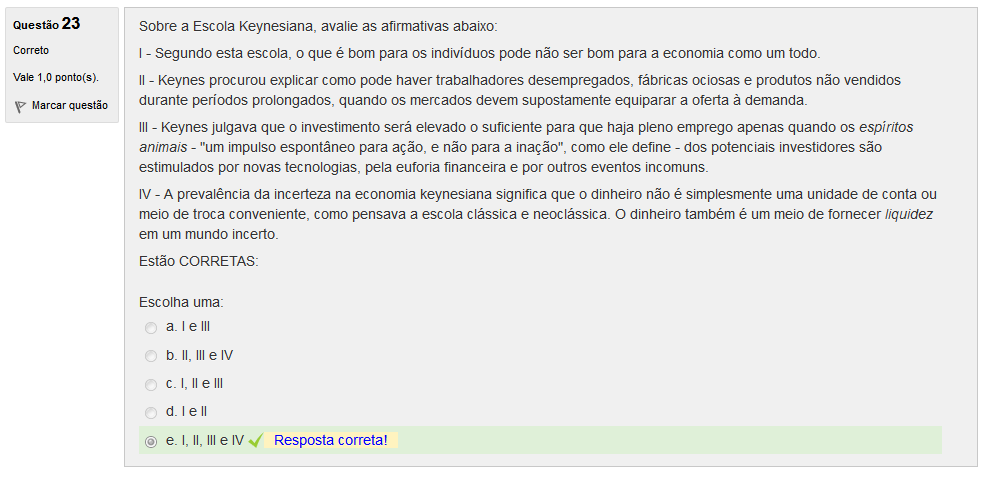 Questão 23
Correto
Vale 1,0 ponto(s).
Marcar questão
Sobre a Escola Keynesiana, avalie as afirmativas abaixo:
I - Segundo esta escola, o que é bom para os indivíduos pode não ser bom para a economia como um todo.
II - Keynes procurou explicar como pode haver trabalhadores desempregados, fábricas ociosas e produtos não vendidos
durante períodos prolongados, quando os mercados devem supostamente equiparar a oferta à demanda.
III - Keynes julgava que o investimento será elevado o suficiente para que haja pleno emprego apenas quando os espíritos
animais - "um impulso espontâneo para ação, e não para a inação", como ele define - dos potenciais investidores são
estimulados por novas tecnologias, pela euforia financeira e por outros eventos incomuns.
IV - A prevalência da incerteza na economia keynesiana significa que o dinheiro não é simplesmente uma unidade de conta ou
meio de troca conveniente, como pensava a escola clássica e neoclássica. O dinheiro também é um meio de fornecer liquidez
em um mundo incerto.
Estão CORRETAS:
Escolha uma:
a. I e III
b. II, III e IV
c. I, II e III
d. I e II
e. I, II, III e IV Resposta correta!